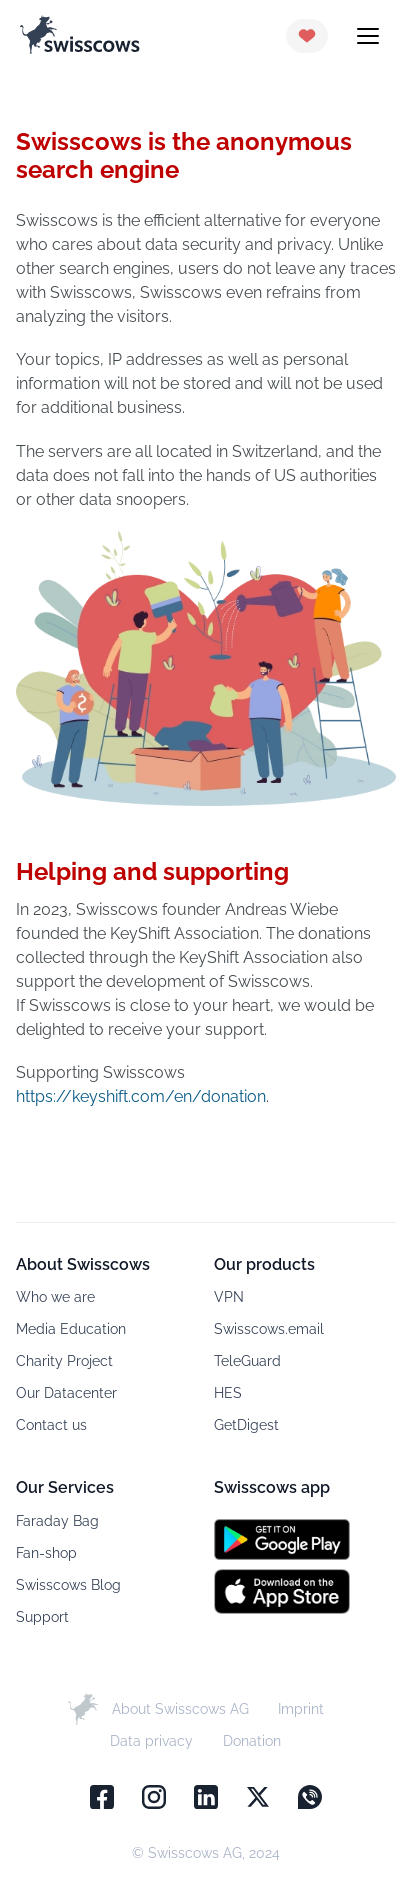 swisscows
Swisscows is the anonymous
search engine
Swisscows is the efficient alternative for everyone
who cares about data security and privacy. Unlike
other search engines, users do not leave any traces
with Swisscows, Swisscows even refrains from
analyzing the visitors.
Your topics, IP addresses as well as personal
information will not be stored and will not be used
for additional business.
The servers are all located in Switzerland, and the
data does not fall into the hands of US authorities
or other data snoopers.
Helping and supporting
In 2023, Swisscows founder Andreas Wiebe
founded the KeyShift Association. The donations
collected through the KeyShift Association also
support the development of Swisscows.
If Swisscows is close to your heart, we would be
delighted to receive your support.
Supporting Swisscows
https://keyshift.com/en/donation.
About Swisscows
Who we are
Media Education
Charity Project
Our Datacenter
Contact us
Our products
VPN
Swisscows.email
TeleGuard
HES
GetDigest
Our Services
Faraday Bag
Fan-shop
Swisscows Blog
Support
Swisscows app
GET IT ON
Google Play
Download on the
App Store
About Swisscows AG Imprint
Data privacy Donation
© Swisscows AG, 2024